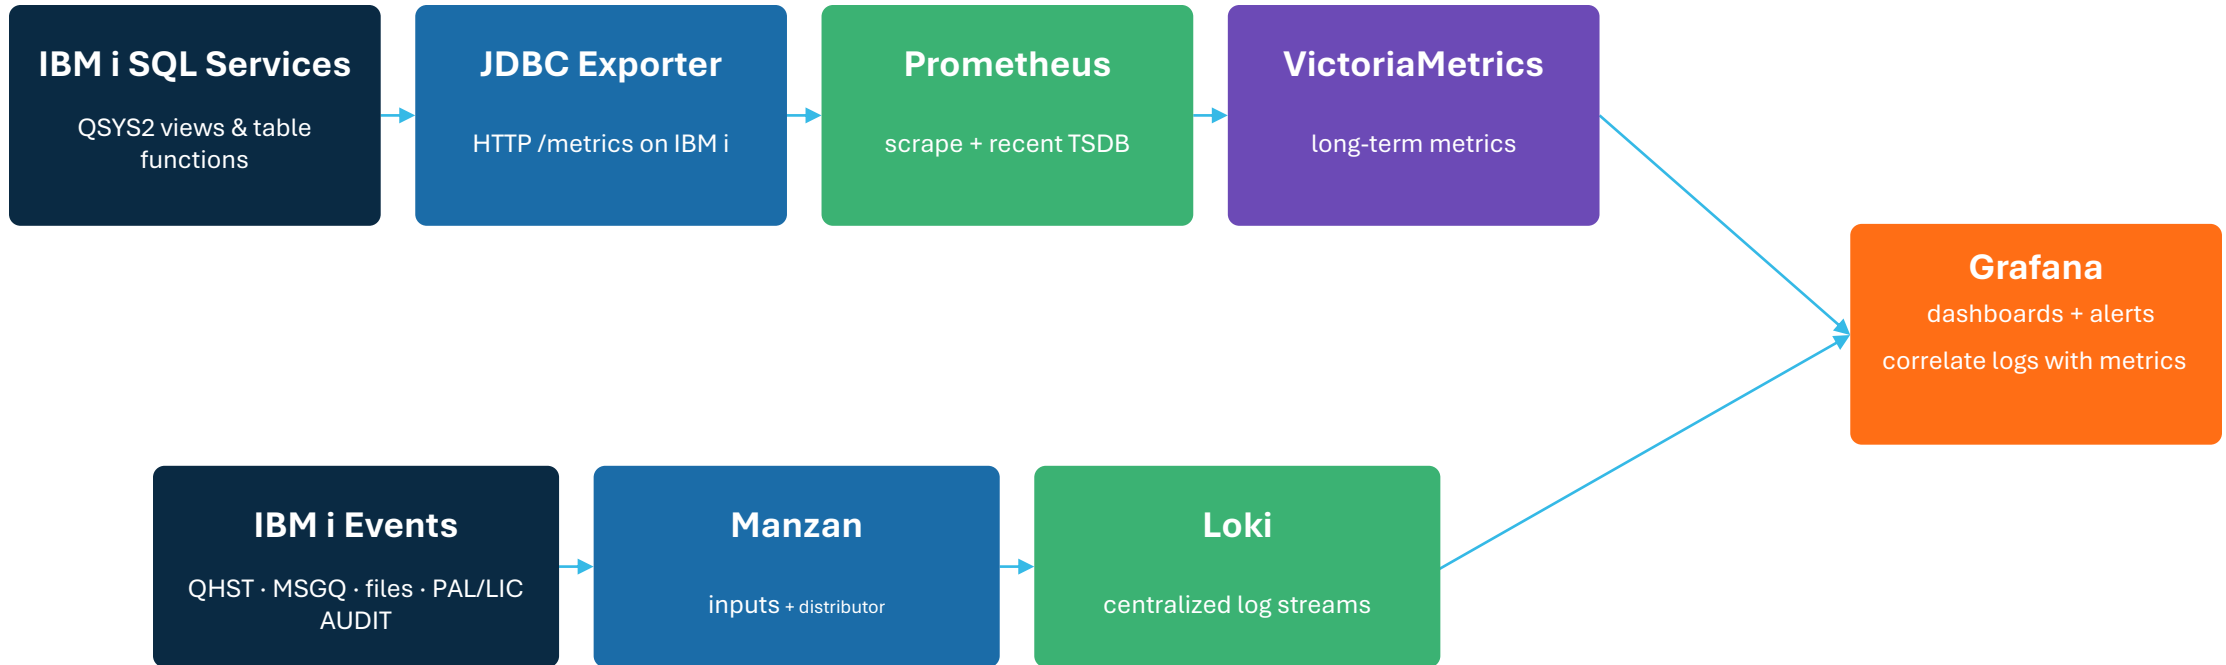 IBM i SQL Services
QSYS2 views & table
functions
JDBC Exporter
HTTP /metrics on IBM i
Prometheus
scrape + recent TSDB
VictoriaMetrics
long-term metrics
Grafana
dashboards + alerts
correlate logs with metrics
IBM i Events
QHST · MSGQ · files · PAL/LIC
AUDIT
Manzan
inputs + distributor
Loki
centralized log streams